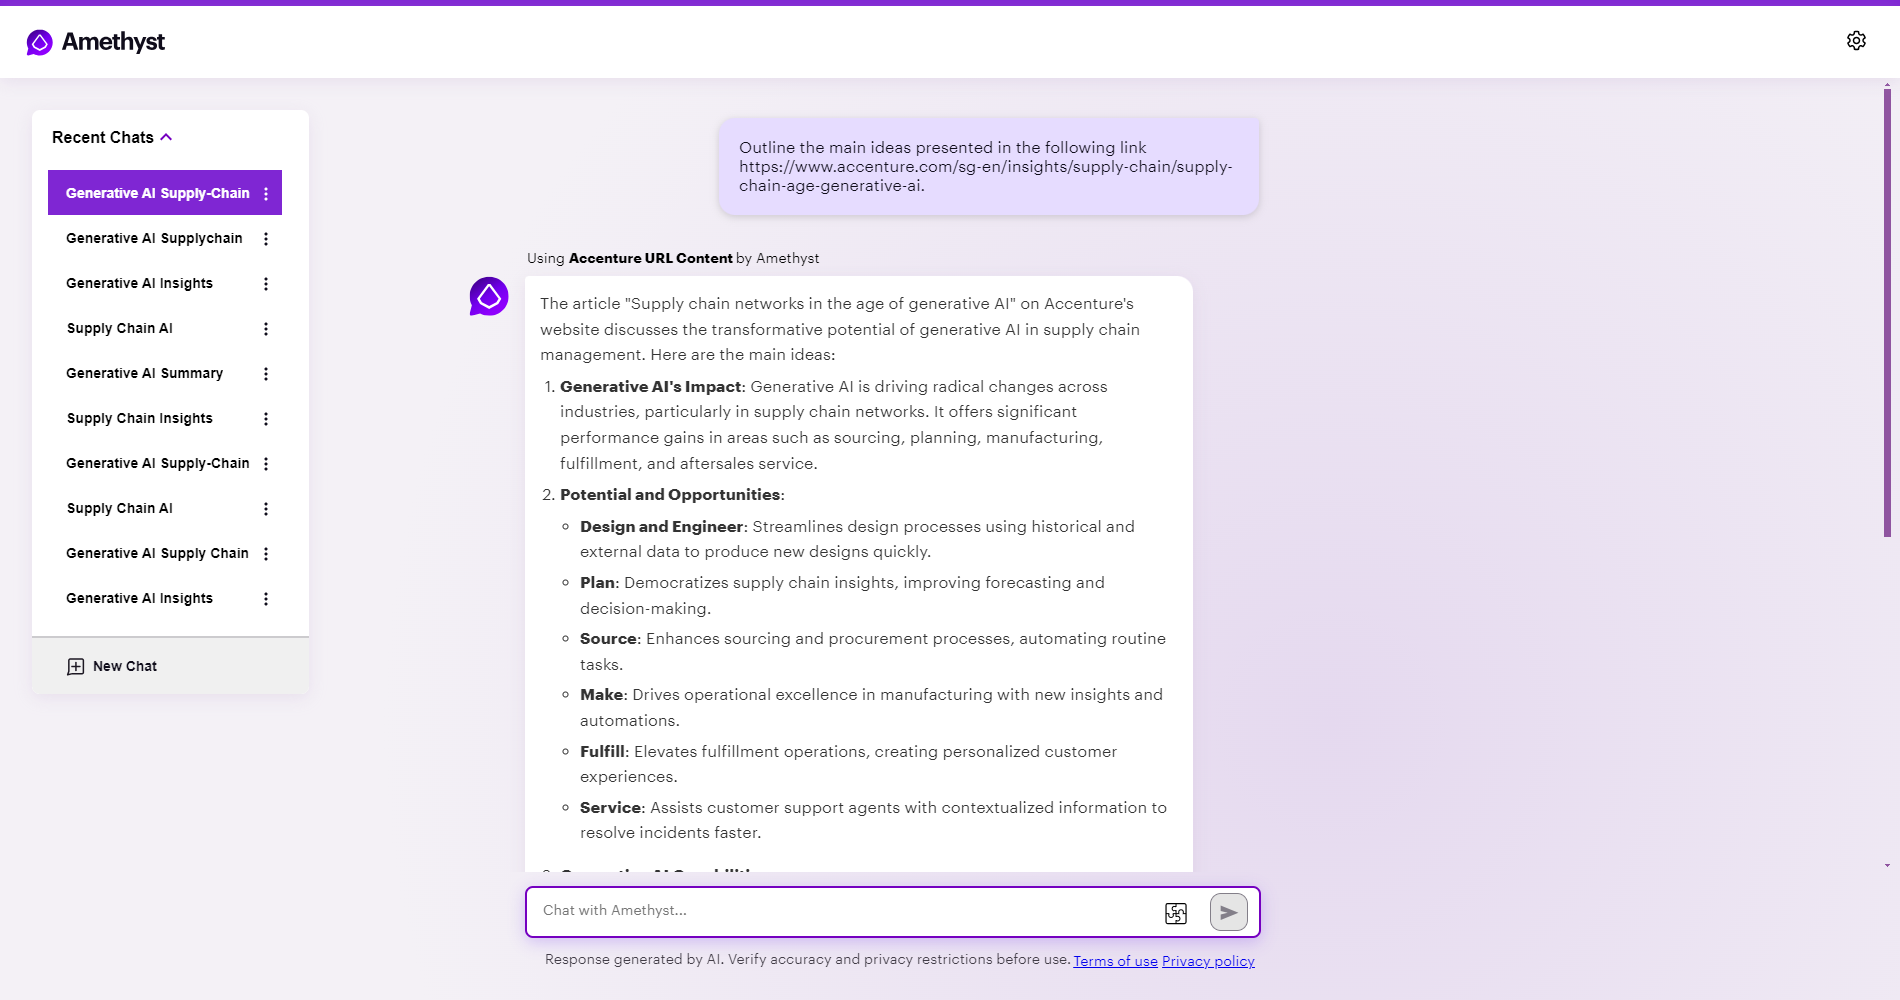 Amethyst
Recent Chats
Generative AI Supply-Chain
Generative AI Supplychain
Generative AI Insights
Supply Chain AI
Generative AI Summary
Supply Chain Insights
Generative AI Supply-Chain
Supply Chain AI
Generative AI Supply Chain
Generative AI Insights
New Chat
Outline the main ideas presented in the following link
https://www.accenture.com/sg-en/insights/supply-chain/supply-
chain-age-generative-ai.
Using Accenture URL Content by Amethyst
The article "Supply chain networks in the age of generative AI" on Accenture's
website discusses the transformative potential of generative AI in supply chain
management. Here are the main ideas:
1. Generative AI's Impact: Generative AI is driving radical changes across
industries, particularly in supply chain networks. It offers significant
performance gains in areas such as sourcing, planning, manufacturing,
fulfillment, and aftersales service.
2. Potential and Opportunities:
Design and Engineer: Streamlines design processes using historical and
external data to produce new designs quickly.
Plan: Democratizes supply chain insights, improving forecasting and
decision-making.
Source: Enhances sourcing and procurement processes, automating routine
tasks.
Make: Drives operational excellence in manufacturing with new insights and
automations.
Fulfill: Elevates fulfillment operations, creating personalized customer
experiences.
Service: Assists customer support agents with contextualized information to
resolve incidents faster.
Chat with Amethyst...
Response generated by AI. Verify accuracy and privacy restrictions before use. Terms of use Privacy policy